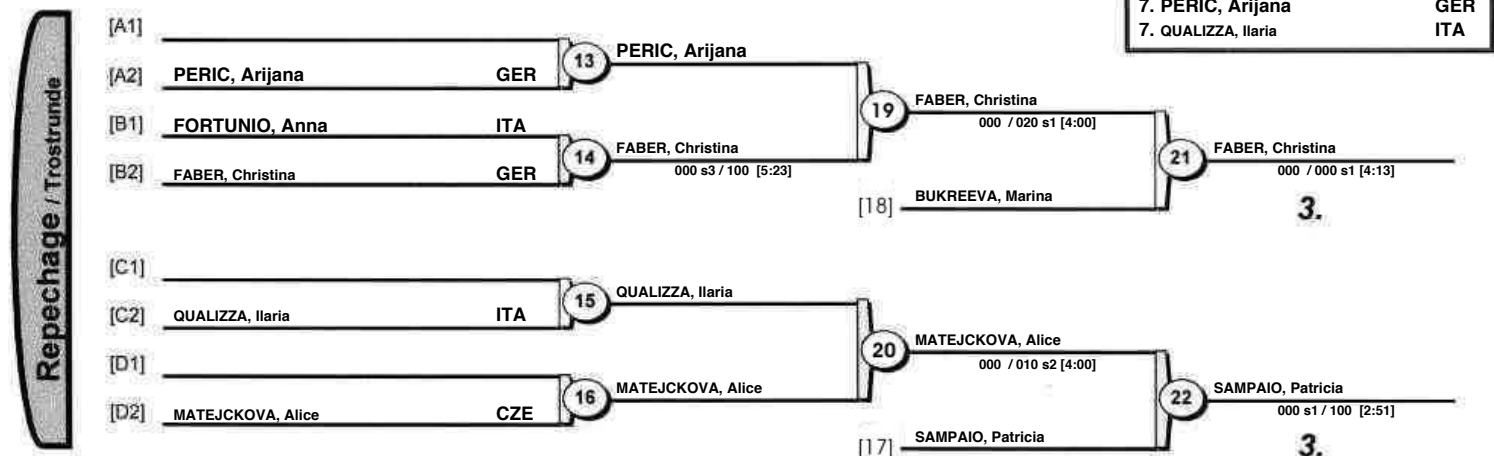 7. PERIC, Arijana GER
7. QUALIZZA, Ilaria ITA
Repechage / Trostrunde
[A1]
[A2] PERIC, Arijana GER
13 PERIC, Arijana
[B1] FORTUNIO, Anna ITA
[B2] FABER, Christina GER
14 FABER, Christina
000 s3 / 100 [5:23]
19 FABER, Christina
000 / 020 s1 [4:00]
[18] BUKREEVA, Marina
21 FABER, Christina
000 / 000 s1 [4:13]
3.
[C1]
[C2] QUALIZZA, Ilaria ITA
15 QUALIZZA, Ilaria
[D1]
[D2] MATEJCKOVA, Alice CZE
16 MATEJCKOVA, Alice
20 MATEJCKOVA, Alice
000 / 010 s2 [4:00]
[17] SAMPAIO, Patricia
22 SAMPAIO, Patricia
000 s1 / 100 [2:51]
3.